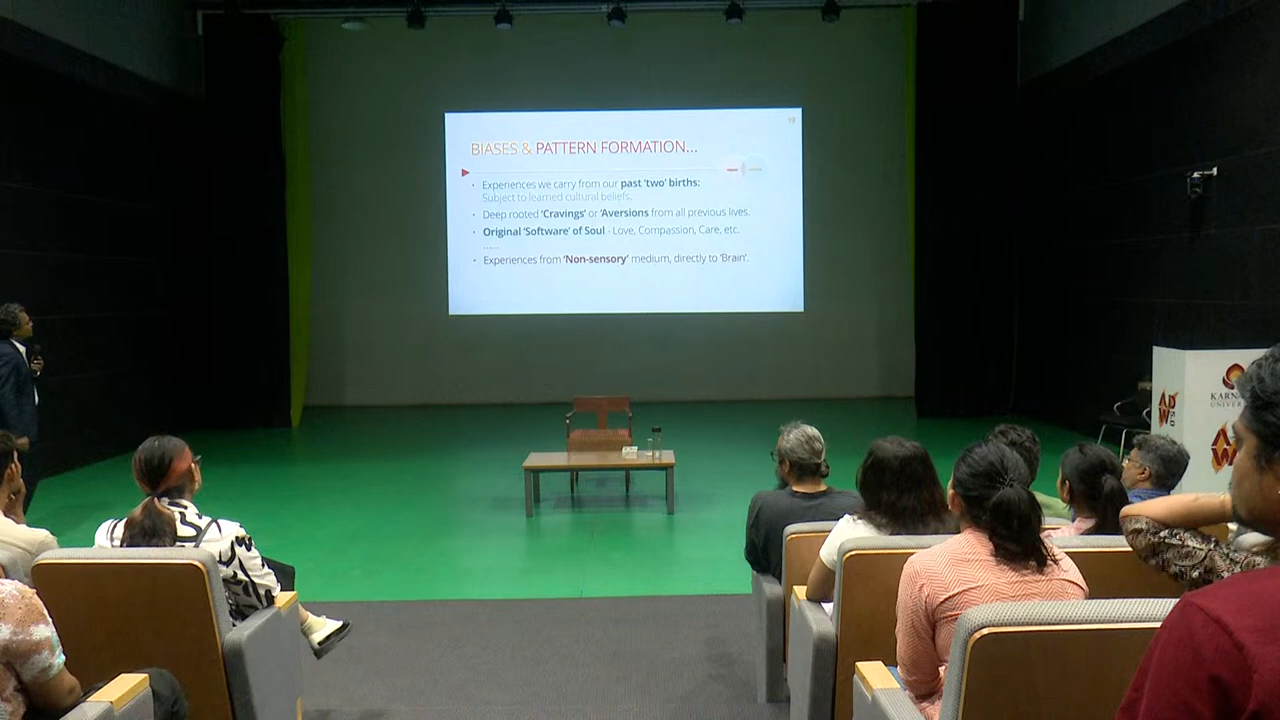 19
BIASES & PATTERN FORMATION...
• Experiences we carry from our past 'two' births:
Subject to learned cultural beliefs.
• Deep rooted 'Cravings' or 'Aversions from all previous lives.
• Original 'Software' of Soul - Love, Compassion, Care, etc.
......
• Experiences from 'Non-sensory' medium, directly to 'Brain'.